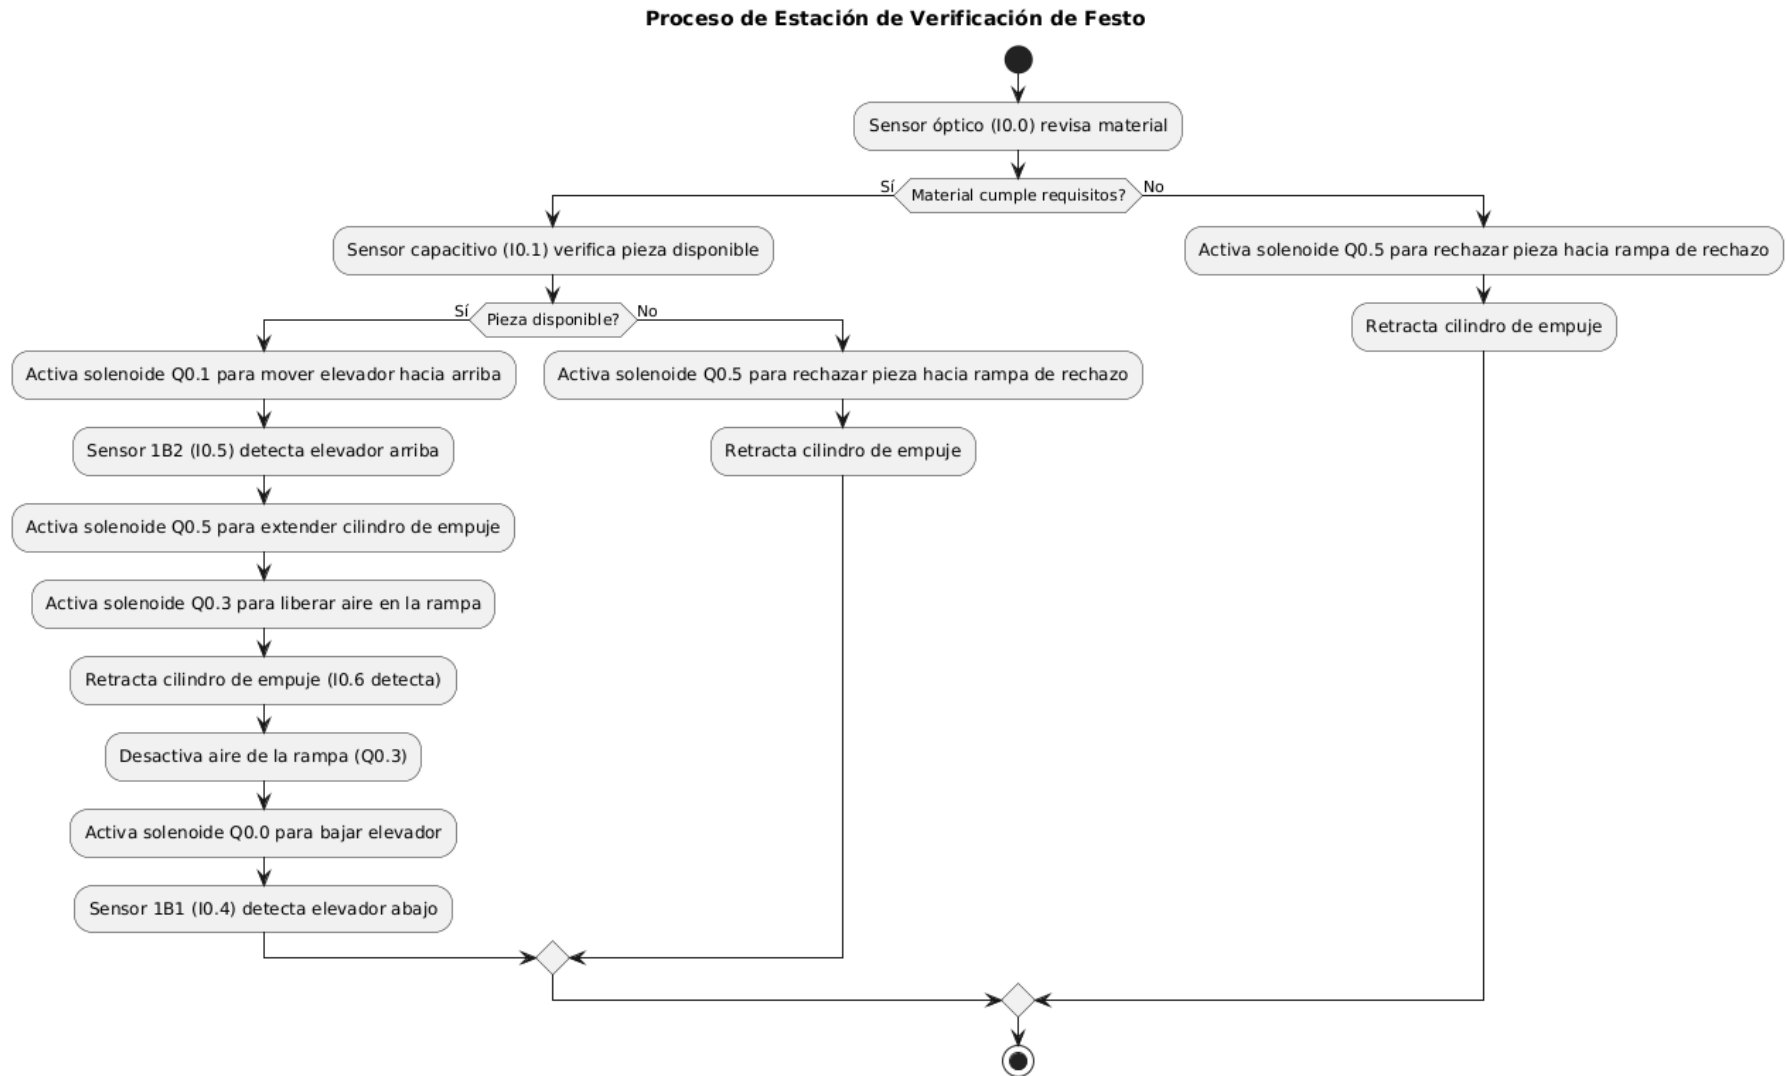 Proceso de Estación de Verificación de Festo
Sensor óptico (I0.0) revisa material
Material cumple requisitos?
Sí
No
Sensor capacitivo (I0.1) verifica pieza disponible
Pieza disponible?
Sí
No
Activa solenoide Q0.1 para mover elevador hacia arriba
Sensor 1B2 (I0.5) detecta elevador arriba
Activa solenoide Q0.5 para extender cilindro de empuje
Activa solenoide Q0.3 para liberar aire en la rampa
Retracta cilindro de empuje (I0.6 detecta)
Desactiva aire de la rampa (Q0.3)
Activa solenoide Q0.0 para bajar elevador
Sensor 1B1 (I0.4) detecta elevador abajo
Activa solenoide Q0.5 para rechazar pieza hacia rampa de rechazo
Retracta cilindro de empuje
Activa solenoide Q0.5 para rechazar pieza hacia rampa de rechazo
Retracta cilindro de empuje